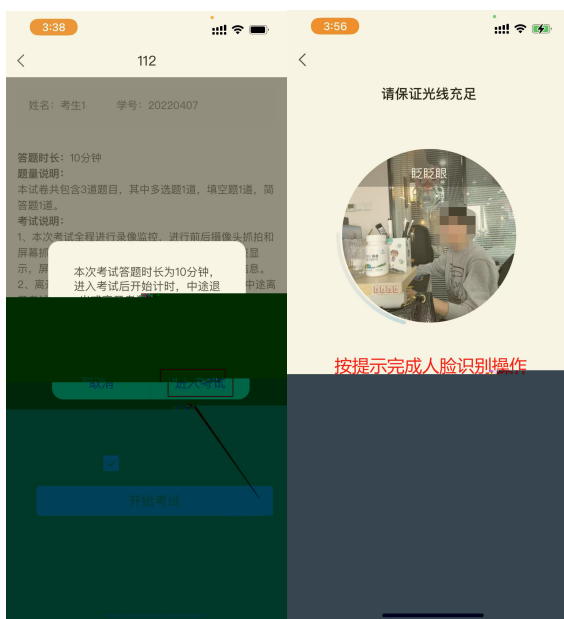 3:38
112
姓名：考生1 学号：20220407
答题时长：10分钟
题量说明：
本试卷共包含3道题目，其中多选题1道，填空题1道，简
答题1道。
考试说明：
1、本次考试全程进行录像监控，进行前后摄像头抓拍和
屏幕抓
显
示，屏
息。
2、离
中途离
本次考试答题时长为10分钟，
进入考试后开始计时，中途退
取消 进入考试
开始考试
3:56
请保证光线充足
眨眨眼
按提示完成人脸识别操作